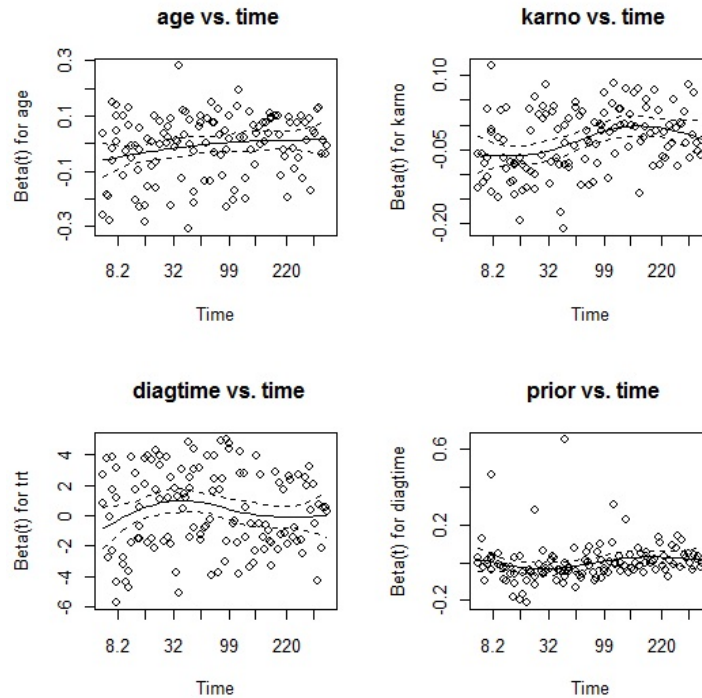 age vs. time
Beta(t) for age
0.3
0.1
-0.1
-0.3
8.2 32 99 220
Time
karno vs. time
Beta(t) for karno
0.10
-0.05
-0.20
8.2 32 99 220
Time
diagtime vs. time
Beta(t) for trt
4
2
0
-2
-4
-6
8.2 32 99 220
Time
prior vs. time
Beta(t) for diagtime
0.6
0.2
-0.2
8.2 32 99 220
Time